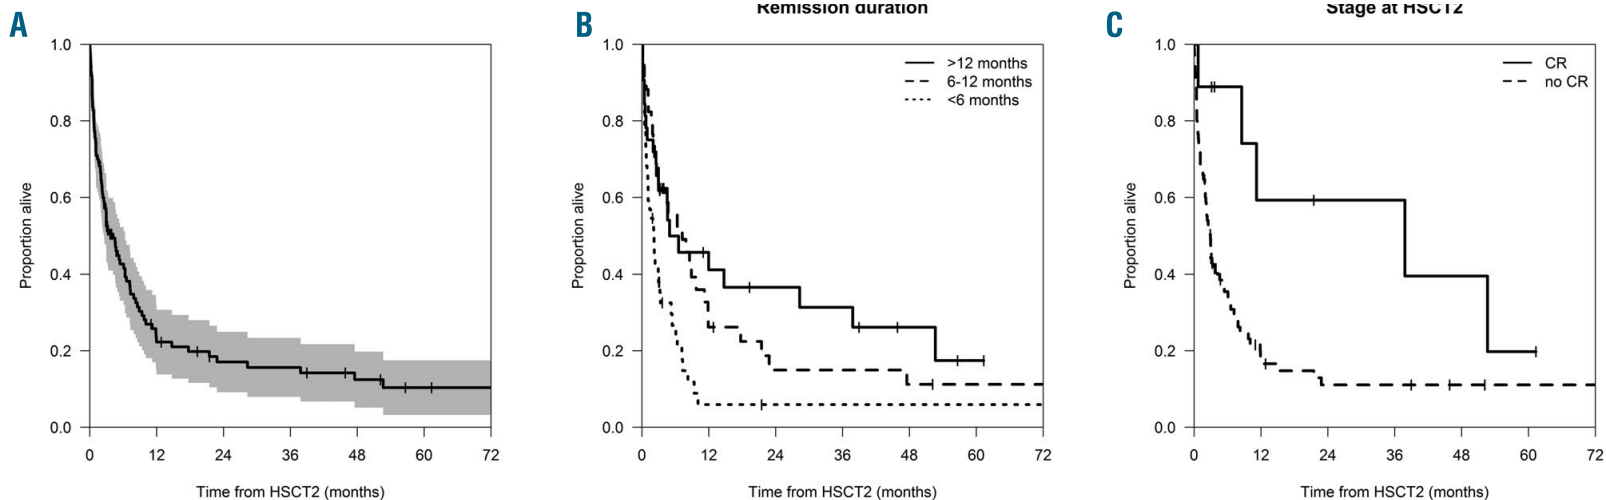 A
1.0
0.8
0.6
0.4
0.2
0.0
Proportion alive
0 12 24 36 48 60 72
Time from HSCT2 (months)
B
Remission duration
>12 months
6-12 months
<6 months
1.0
0.8
0.6
0.4
0.2
0.0
Proportion alive
0 12 24 36 48 60 72
Time from HSCT2 (months)
C
Stage at HSCT2
CR
no CR
1.0
0.8
0.6
0.4
0.2
0.0
Proportion alive
0 12 24 36 48 60 72
Time from HSCT2 (months)